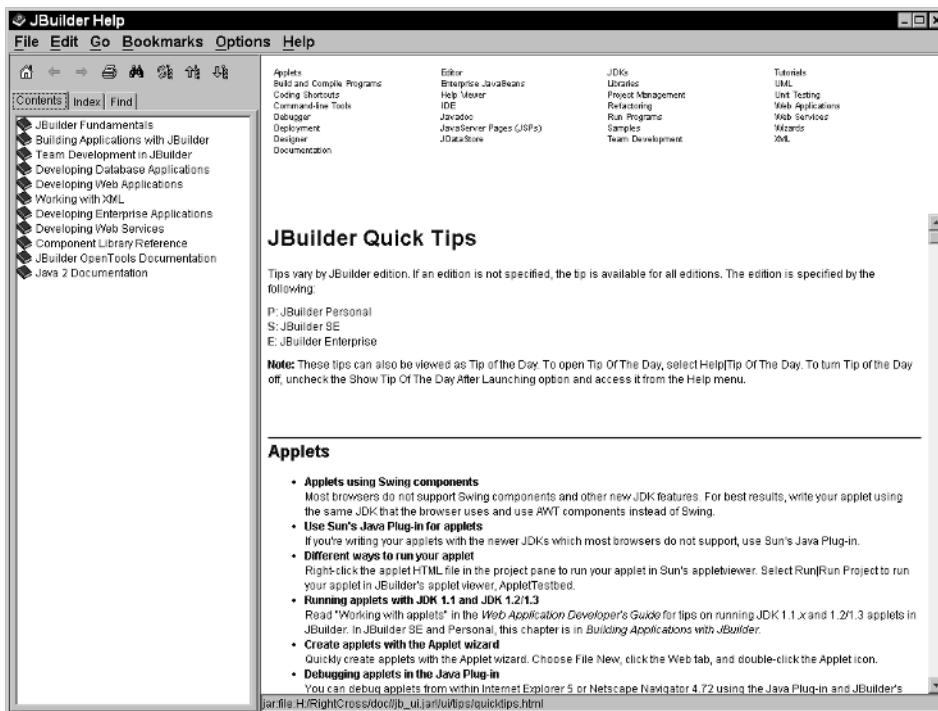 JBuilder Help
File Edit Go Bookmarks Options Help
Contents Index Find
JBuilder Fundamentals
Building Applications with JBuilder
Team Development in JBuilder
Developing Database Applications
Developing Web Applications
Working with XML
Developing Enterprise Applications
Developing Web Services
Component Library Reference
JBuilder OpenTools Documentation
Java 2 Documentation
Applets
Build and Compile Programs
Coding Shortcuts
Command-line Tools
Debugger
Deployment
Designer
Documentation
Editor
Enterprise JavaBeans
Help Viewer
IDE
Javadoc
JavaServer Pages (JSPs)
JDataStore
JDKs
Libraries
Project Management
Refactoring
Run Programs
Samples
Team Development
Tutorials
UML
Unit Testing
Web Applications
Web Services
Wizards
XML
JBuilder Quick Tips
Tips vary by JBuilder edition. If an edition is not specified, the tip is available for all editions. The edition is specified by the
following:
P: JBuilder Personal
S: JBuilder SE
E: JBuilder Enterprise
Note: These tips can also be viewed as Tip of the Day. To open Tip Of The Day, select Help|Tip Of The Day. To turn Tip of the Day
off, uncheck the Show Tip Of The Day After Launching option and access it from the Help menu.
Applets
• Applets using Swing components
Most browsers do not support Swing components and other new JDK features. For best results, write your applet using
the same JDK that the browser uses and use AWT components instead of Swing.
• Use Sun's Java Plug-in for applets
If you're writing your applets with the newer JDKs which most browsers do not support, use Sun's Java Plug-in.
• Different ways to run your applet
Right-click the applet HTML file in the project pane to run your applet in Sun's appletviewer. Select Run|Run Project to run
your applet in JBuilder's applet viewer, AppletTestbed.
• Running applets with JDK 1.1 and JDK 1.2/1.3
Read "Working with applets" in the Web Application Developer's Guide for tips on running JDK 1.1.x and 1.2/1.3 applets in
JBuilder. In JBuilder SE and Personal, this chapter is in Building Applications with JBuilder.
• Create applets with the Applet wizard
Quickly create applets with the Applet wizard. Choose File New, click the Web tab, and double-click the Applet icon.
• Debugging applets in the Java Plug-in
You can debug applets from within Internet Explorer 5 or Netscape Navigator 4.72 using the Java Plug-in and JBuilder's
jar:file:H:/RightCross/doc/jb_ui.jar!/ui/tips/quicktips.html